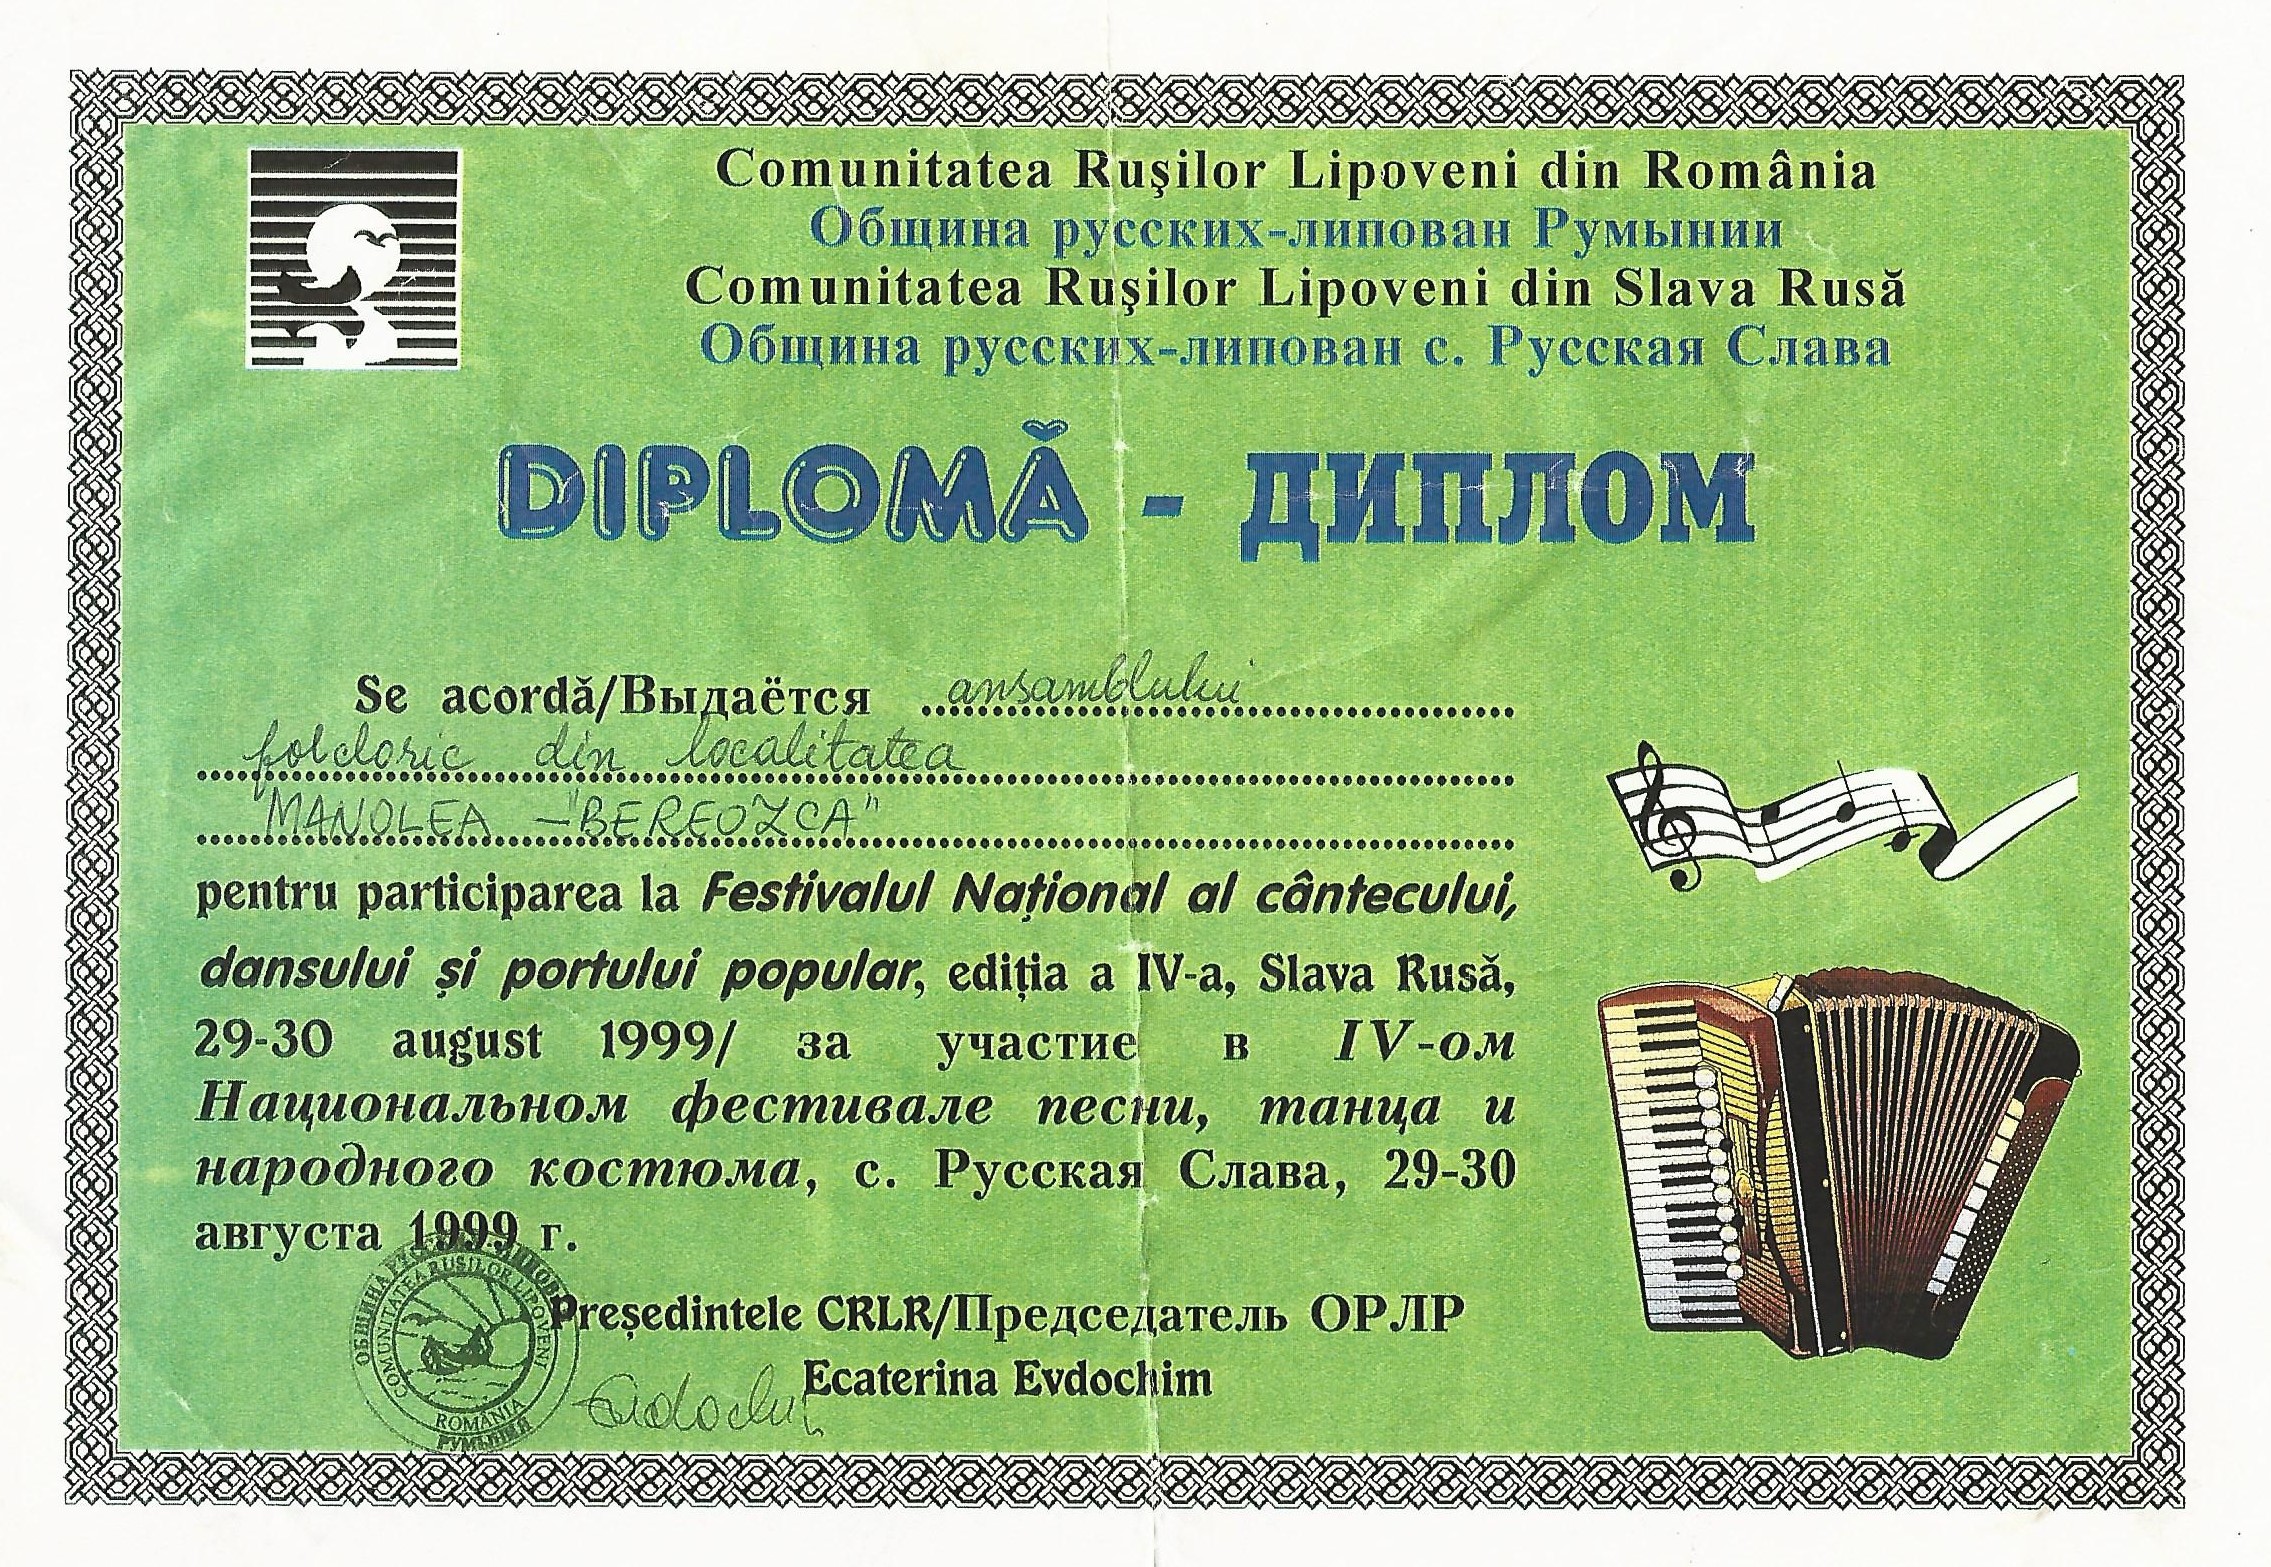 Comunitatea Ruşilor Lipoveni din România
Община русских-липован Румынии
Comunitatea Ruşilor Lipoveni din Slava Rusă
Община русских-липован с. Русская Слава
DIPLOMĂ - ДИПЛОМ
Se acordă/Выдаётся ansamblului
folcloric din localitatea
"MANOLEA - "BEREOZCA"
pentru participarea la Festivalul Naţional al cântecului,
dansului şi portului popular, ediţia a IV-a, Slava Rusă,
29-30 august 1999/ за участие в IV-ом
Национальном фестивале песни, танца и
народного костюма, с. Русская Слава, 29-30
августа 1999 г.
Preşedintele CRLR/Председатель ОРЛР
Ecaterina Evdochim
ОБЩИНА РУССКИХ ЛИПОВАН
COMUNITATEA RUŞILOR LIPOVENI
ROMÂNIA
РУМЫНИЯ